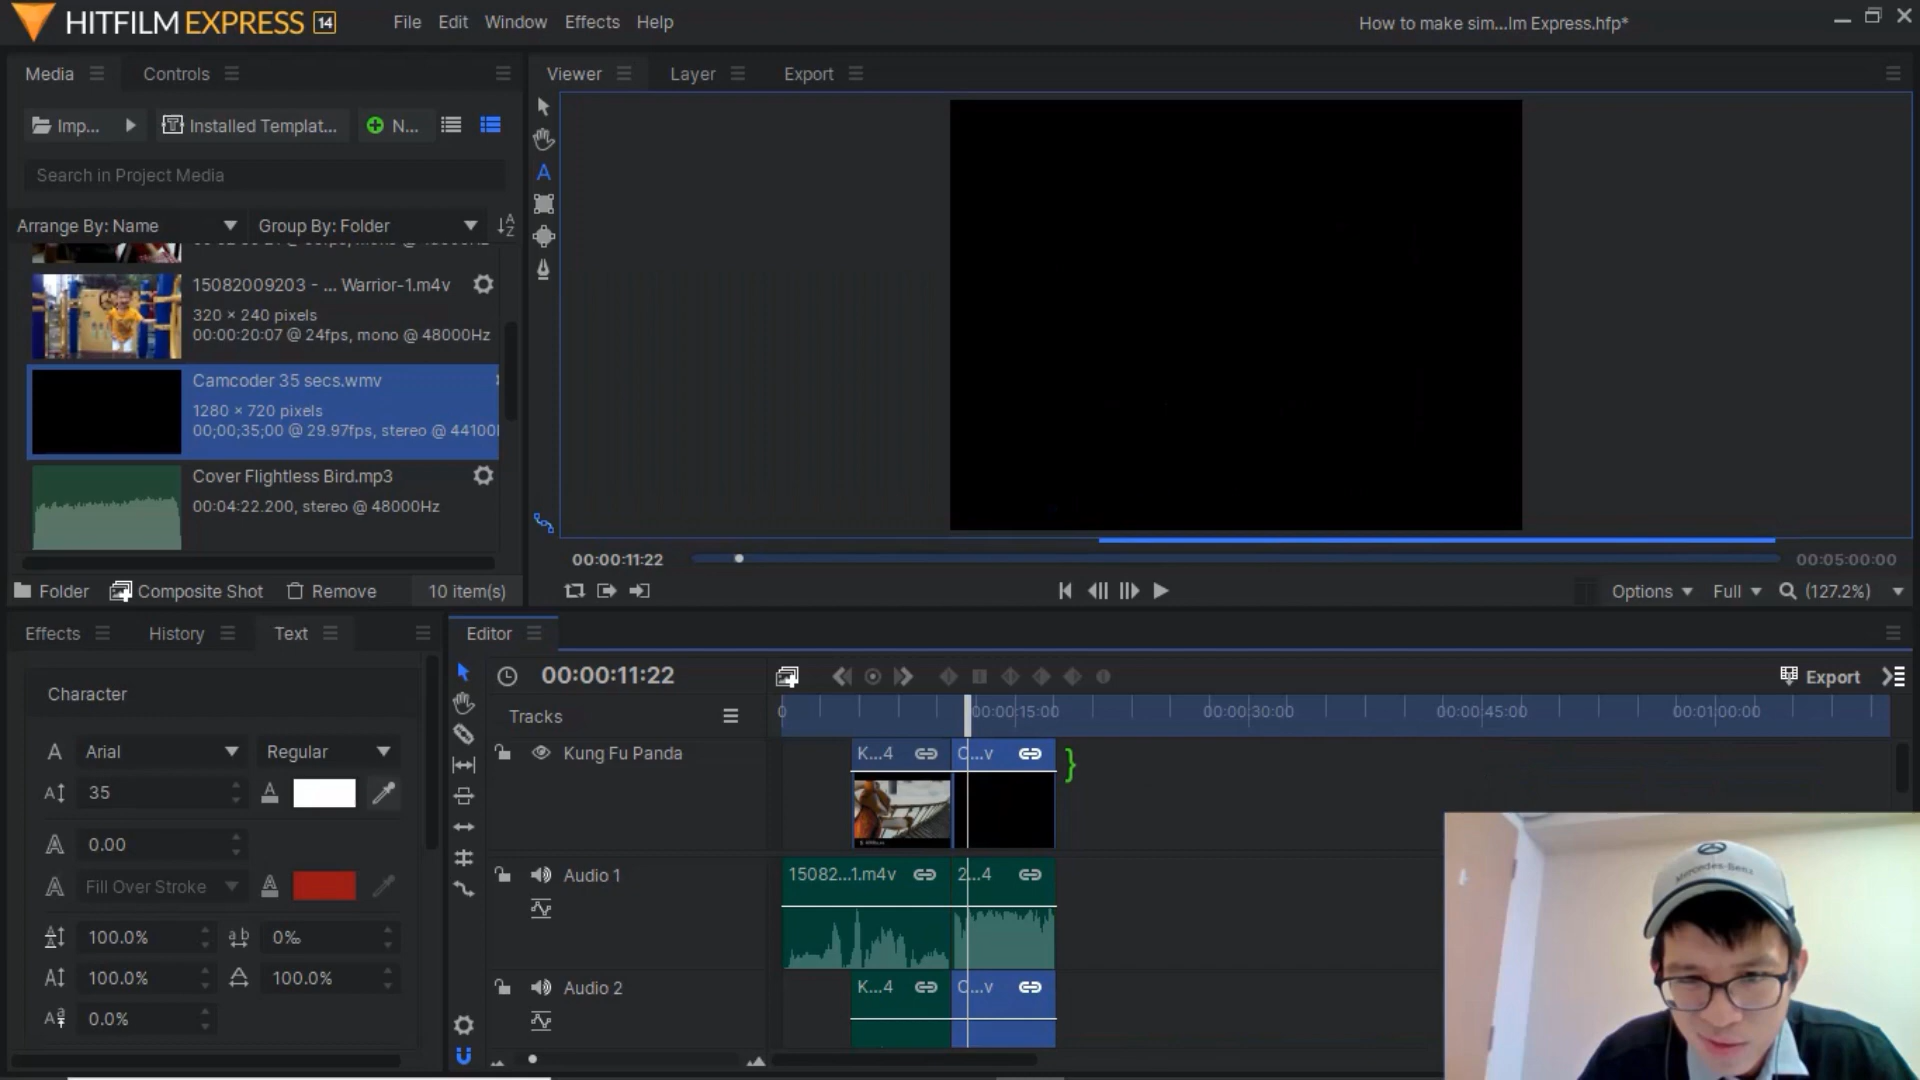 HITFILM EXPRESS 14
File Edit Window Effects Help
How to make sim...lm Express.hfp*
Media Controls
Viewer Layer Export
Imp... Installed Templat... N...
Search in Project Media
Arrange By: Name Group By: Folder
15082009203 - ... Warrior-1.m4v
320 × 240 pixels
00:00:20:07 @ 24fps, mono @ 48000Hz
Camcoder 35 secs.wmv
1280 × 720 pixels
00;00;35;00 @ 29.97fps, stereo @ 44100
Cover Flightless Bird.mp3
00:04:22.200, stereo @ 48000Hz
Folder Composite Shot Remove 10 item(s)
00:00:11:22
00:05:00:00
Options Full (127.2%)
Effects History Text
Editor
00:00:11:22
Export
Character
Tracks
0 00:00:15:00 00:00:30:00 00:00:45:00 00:01:00:00
Arial Regular
35
0.00
Fill Over Stroke
100.0% 0‰
100.0% 100.0%
0.0%
Kung Fu Panda
K...4 C...v
Audio 1
15082...1.m4v 2...4
Audio 2
K...4 C...v
Mercedes-Benz